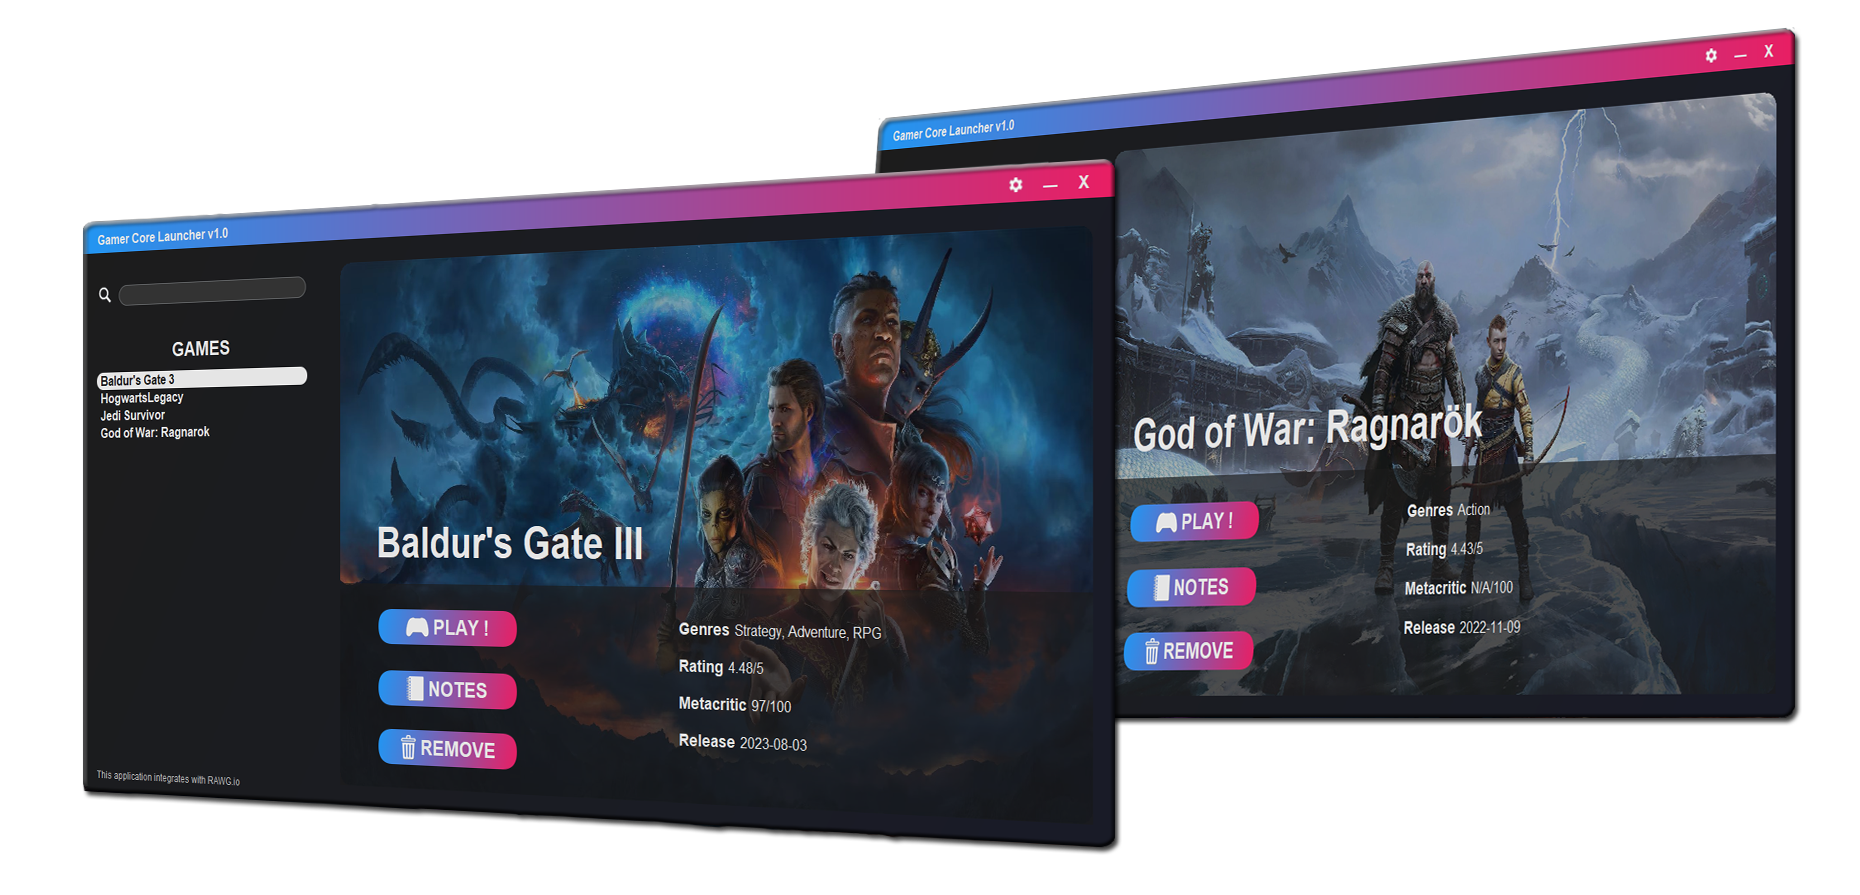 Gamer Core Launcher v1.0
X
GAMES
Baldur's Gate 3
HogwartsLegacy
Jedi Survivor
God of War: Ragnarok
This application integrates with RAWG.io
Baldur's Gate III
PLAY !
NOTES
REMOVE
Genres Strategy, Adventure, RPG
Rating 4.48/5
Metacritic 97/100
Release 2023-08-03
Gamer Core Launcher v1.0
X
God of War: Ragnarök
PLAY !
NOTES
REMOVE
Genres Action
Rating 4.43/5
Metacritic N/A/100
Release 2022-11-09